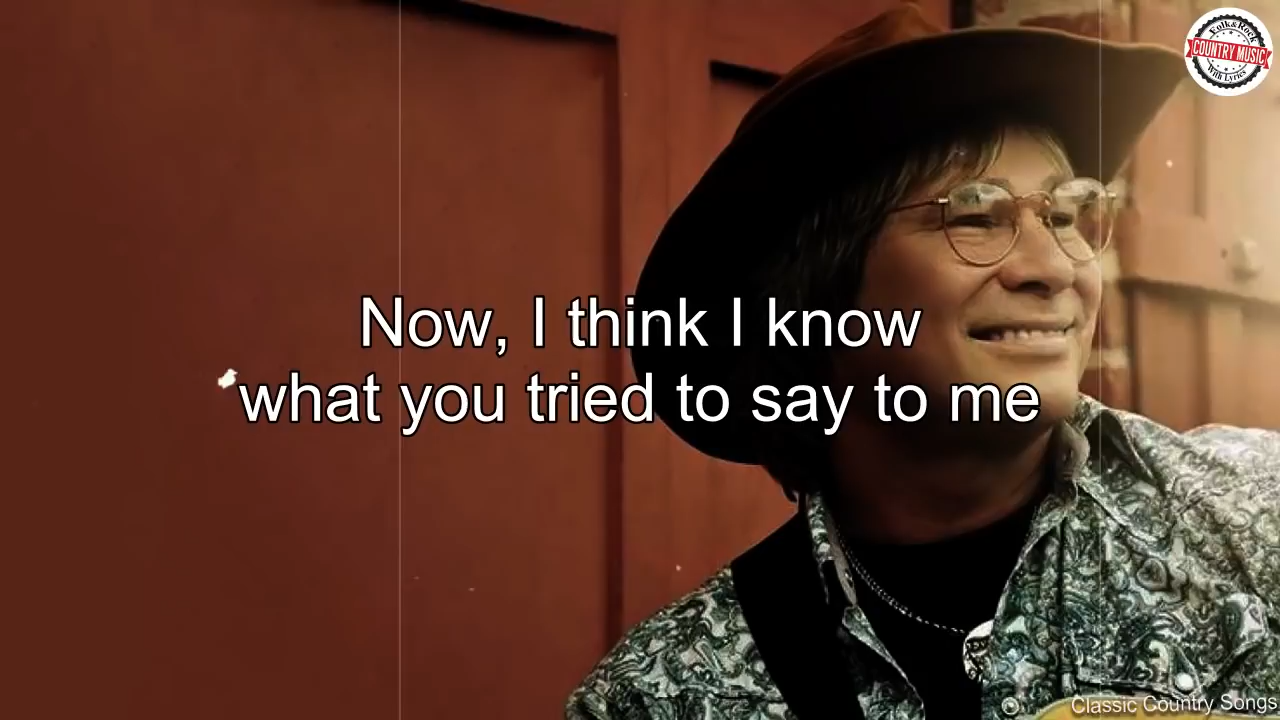 Folk&Rock
COUNTRY MUSIC
With Lyrics
Now, I think I know
what you tried to say to me
Classic Country Songs